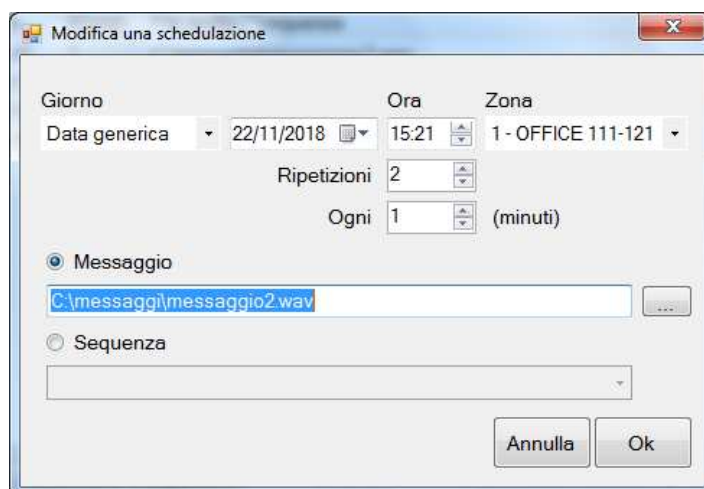 Modifica una schedulazione
Giorno Ora Zona
Data generica 22/11/2018 15:21 1 - OFFICE 111-121
Ripetizioni 2
Ogni 1 (minuti)
Messaggio
C:\messaggi\messaggio2.wav ...
Sequenza
Annulla Ok